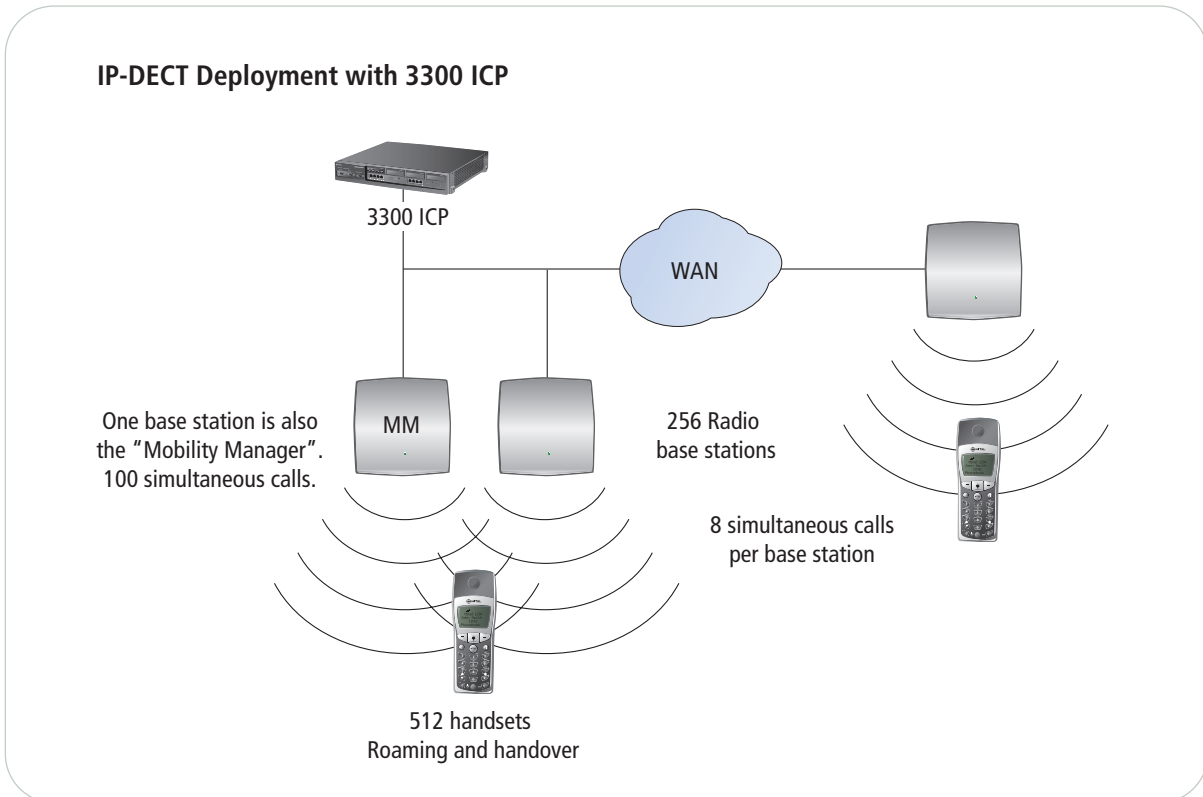 IP-DECT Deployment with 3300 ICP
3300 ICP
WAN
MM
One base station is also
the “Mobility Manager”.
100 simultaneous calls.
256 Radio
base stations
8 simultaneous calls
per base station
512 handsets
Roaming and handover